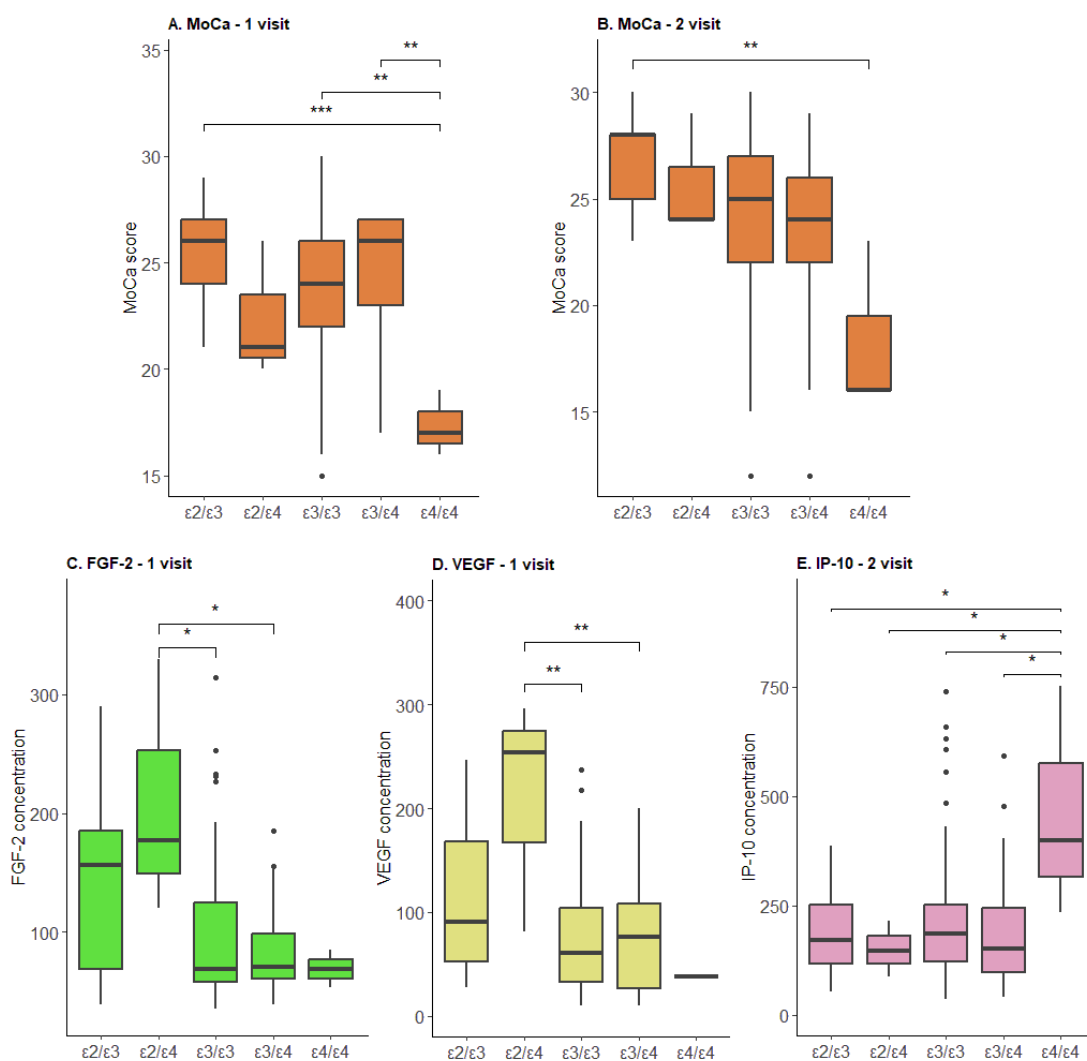 A. MoCa - 1 visit
MoCa score
35
30
25
20
15
**
**
***
ε2/ε3 ε2/ε4 ε3/ε3 ε3/ε4 ε4/ε4
B. MoCa - 2 visit
MoCa score
30
25
20
15
**
ε2/ε3 ε2/ε4 ε3/ε3 ε3/ε4 ε4/ε4
C. FGF-2 - 1 visit
FGF-2 concentration
300
200
100
*
*
ε2/ε3 ε2/ε4 ε3/ε3 ε3/ε4 ε4/ε4
D. VEGF - 1 visit
VEGF concentration
400
300
200
100
0
**
**
ε2/ε3 ε2/ε4 ε3/ε3 ε3/ε4 ε4/ε4
E. IP-10 - 2 visit
IP-10 concentration
750
500
250
0
*
*
*
*
ε2/ε3 ε2/ε4 ε3/ε3 ε3/ε4 ε4/ε4